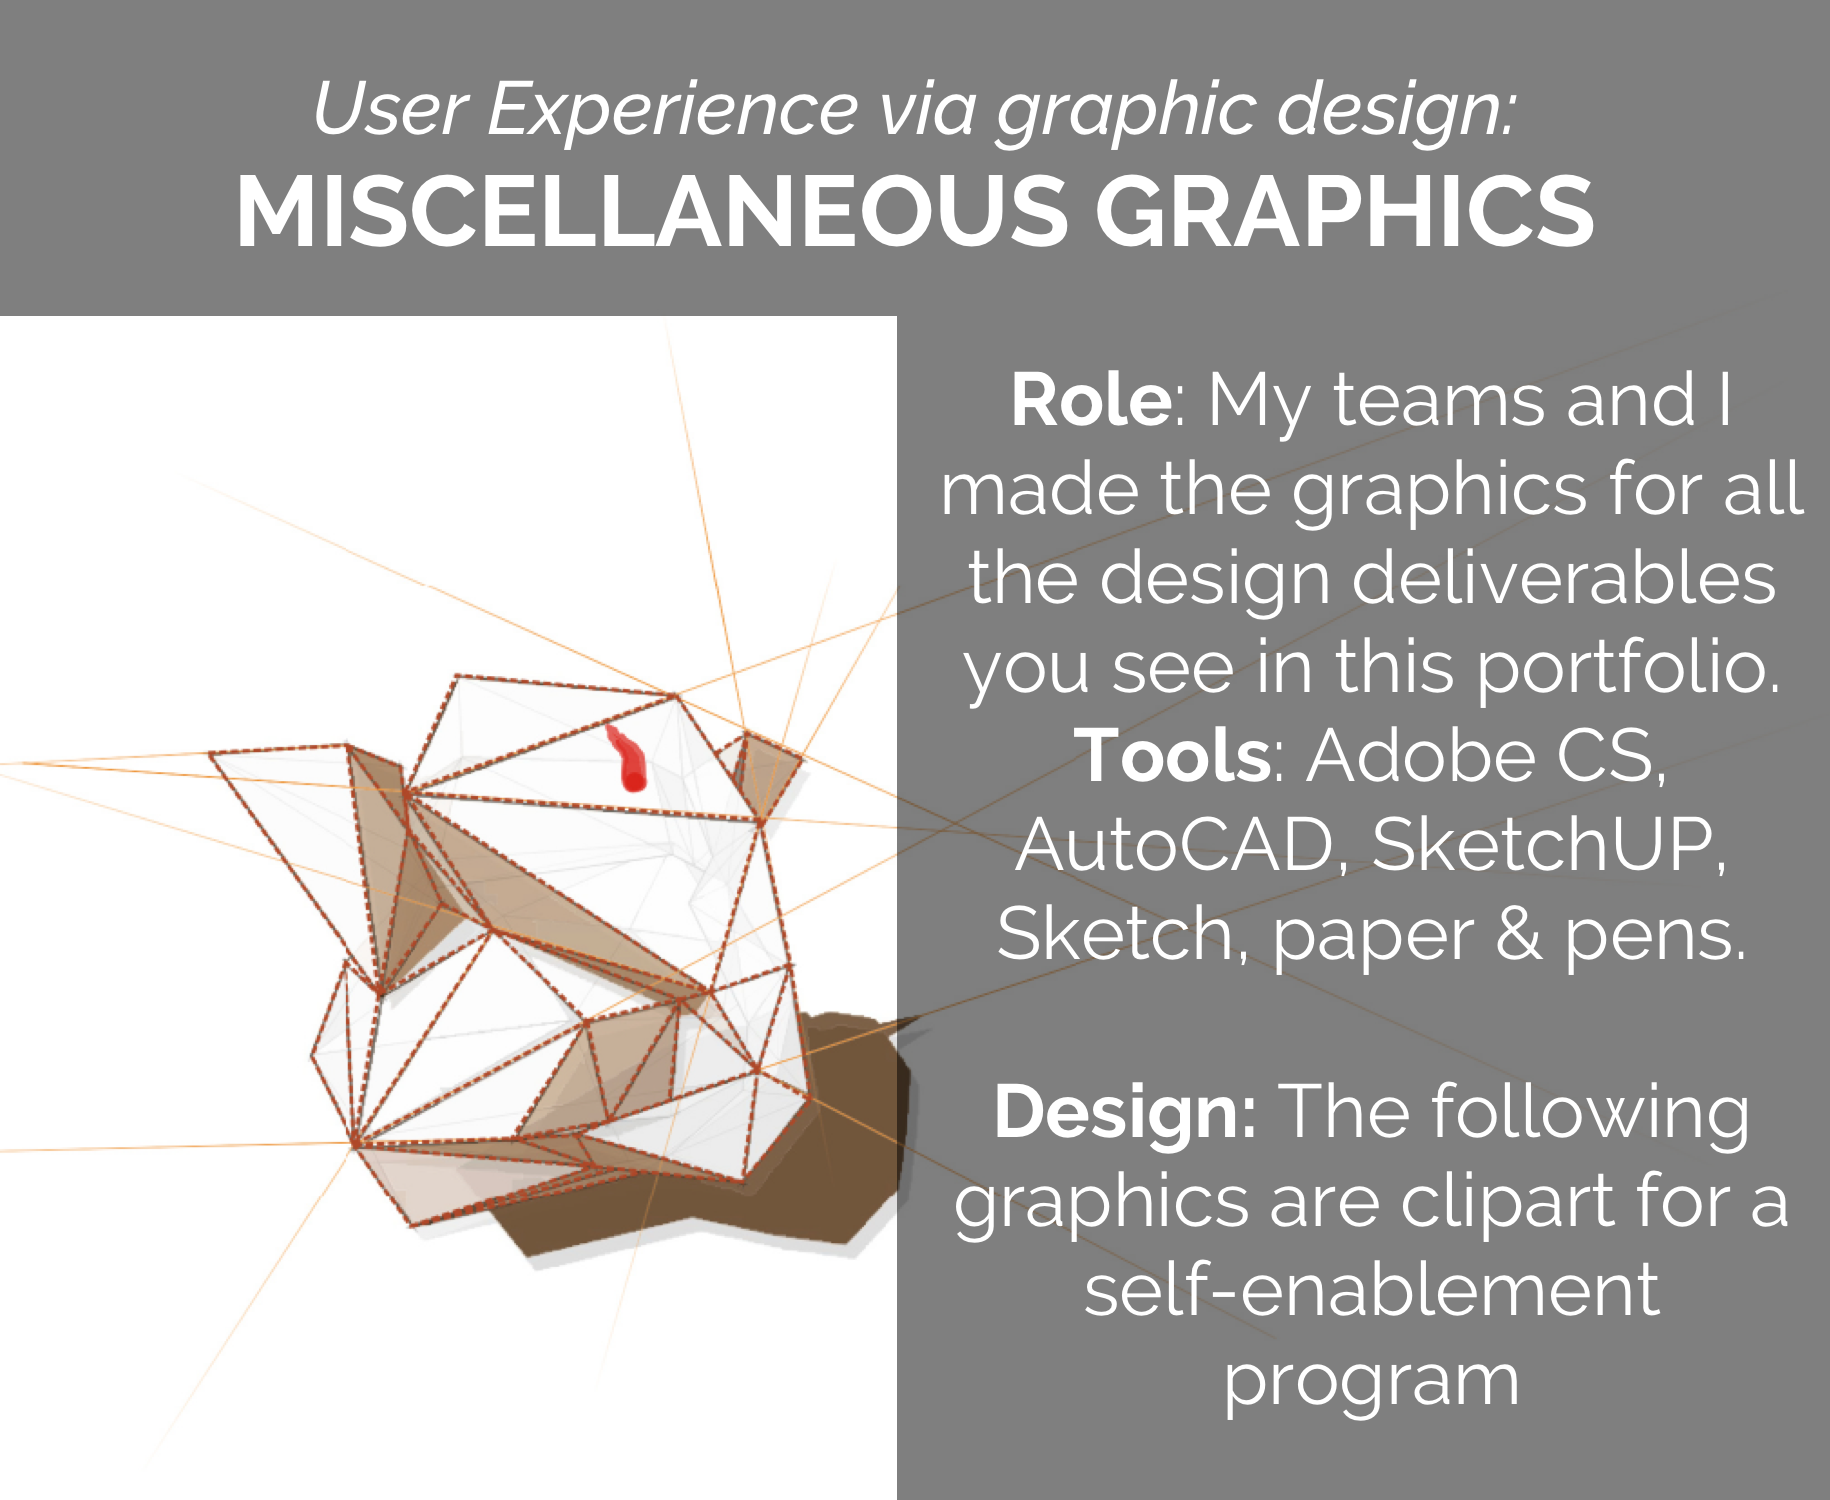 User Experience via graphic design:
MISCELLANEOUS GRAPHICS
Role: My teams and I
made the graphics for all
the design deliverables
you see in this portfolio.
Tools: Adobe CS,
AutoCAD, SketchUP,
Sketch, paper & pens.
Design: The following
graphics are clipart for a
self-enablement
program